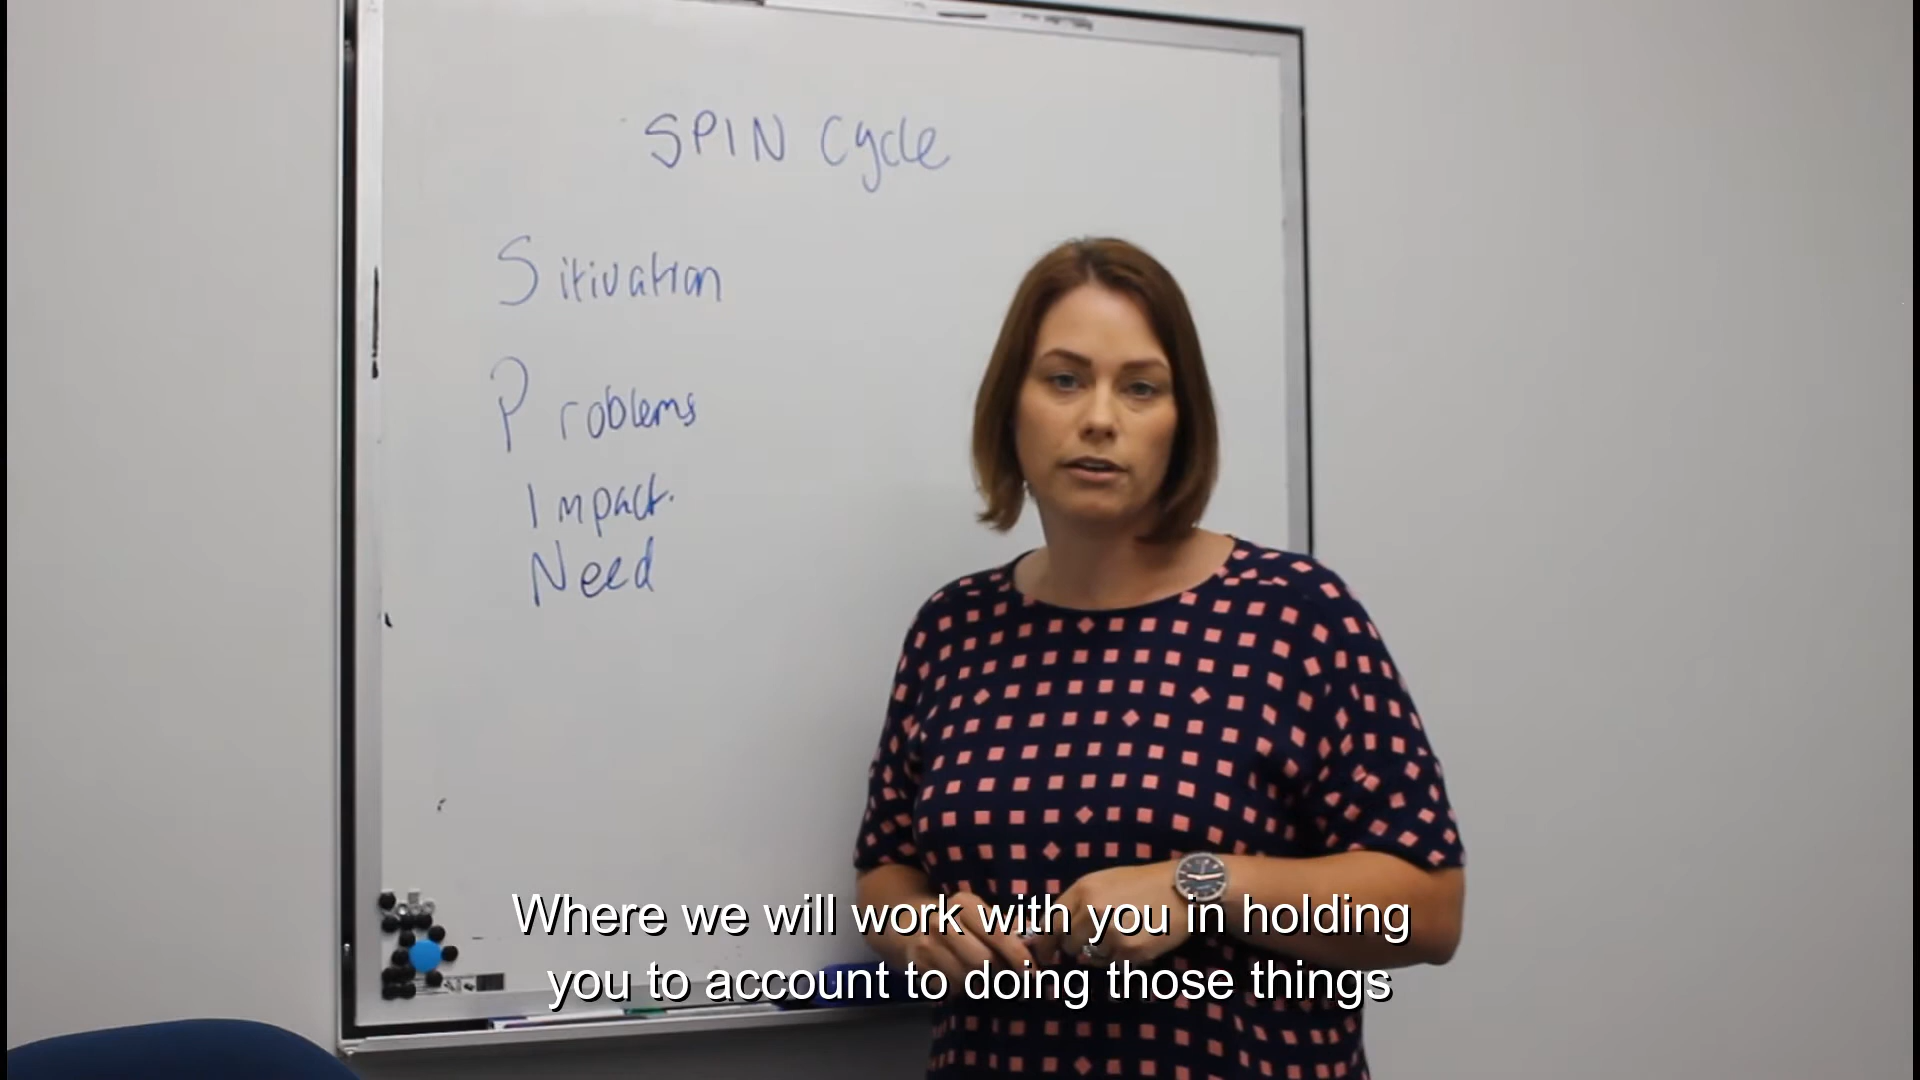 SPIN Cycle
Sitivation
Problems
Impact.
Need
Where we will work with you in holding
you to account to doing those things